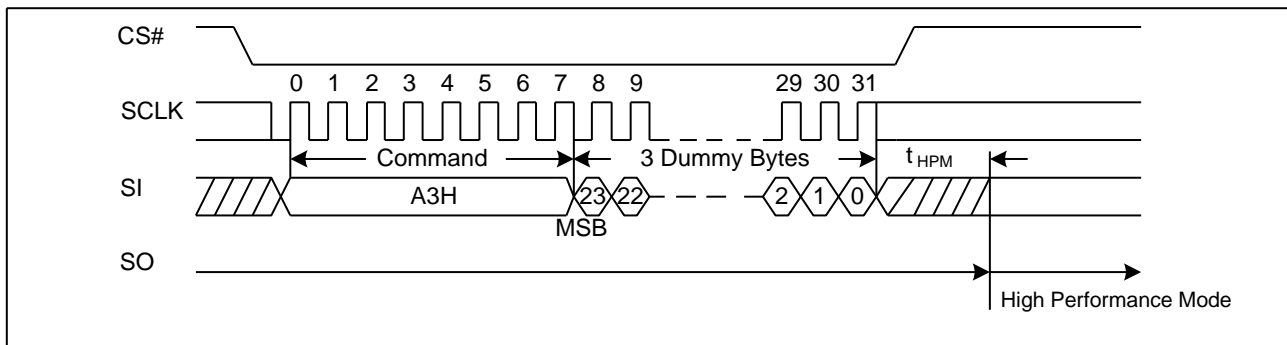 CS#
0 1 2 3 4 5 6 7 8 9 29 30 31
SCLK
Command 3 Dummy Bytes tHPM
SI A3H 23 22 2 1 0
MSB
SO
High Performance Mode